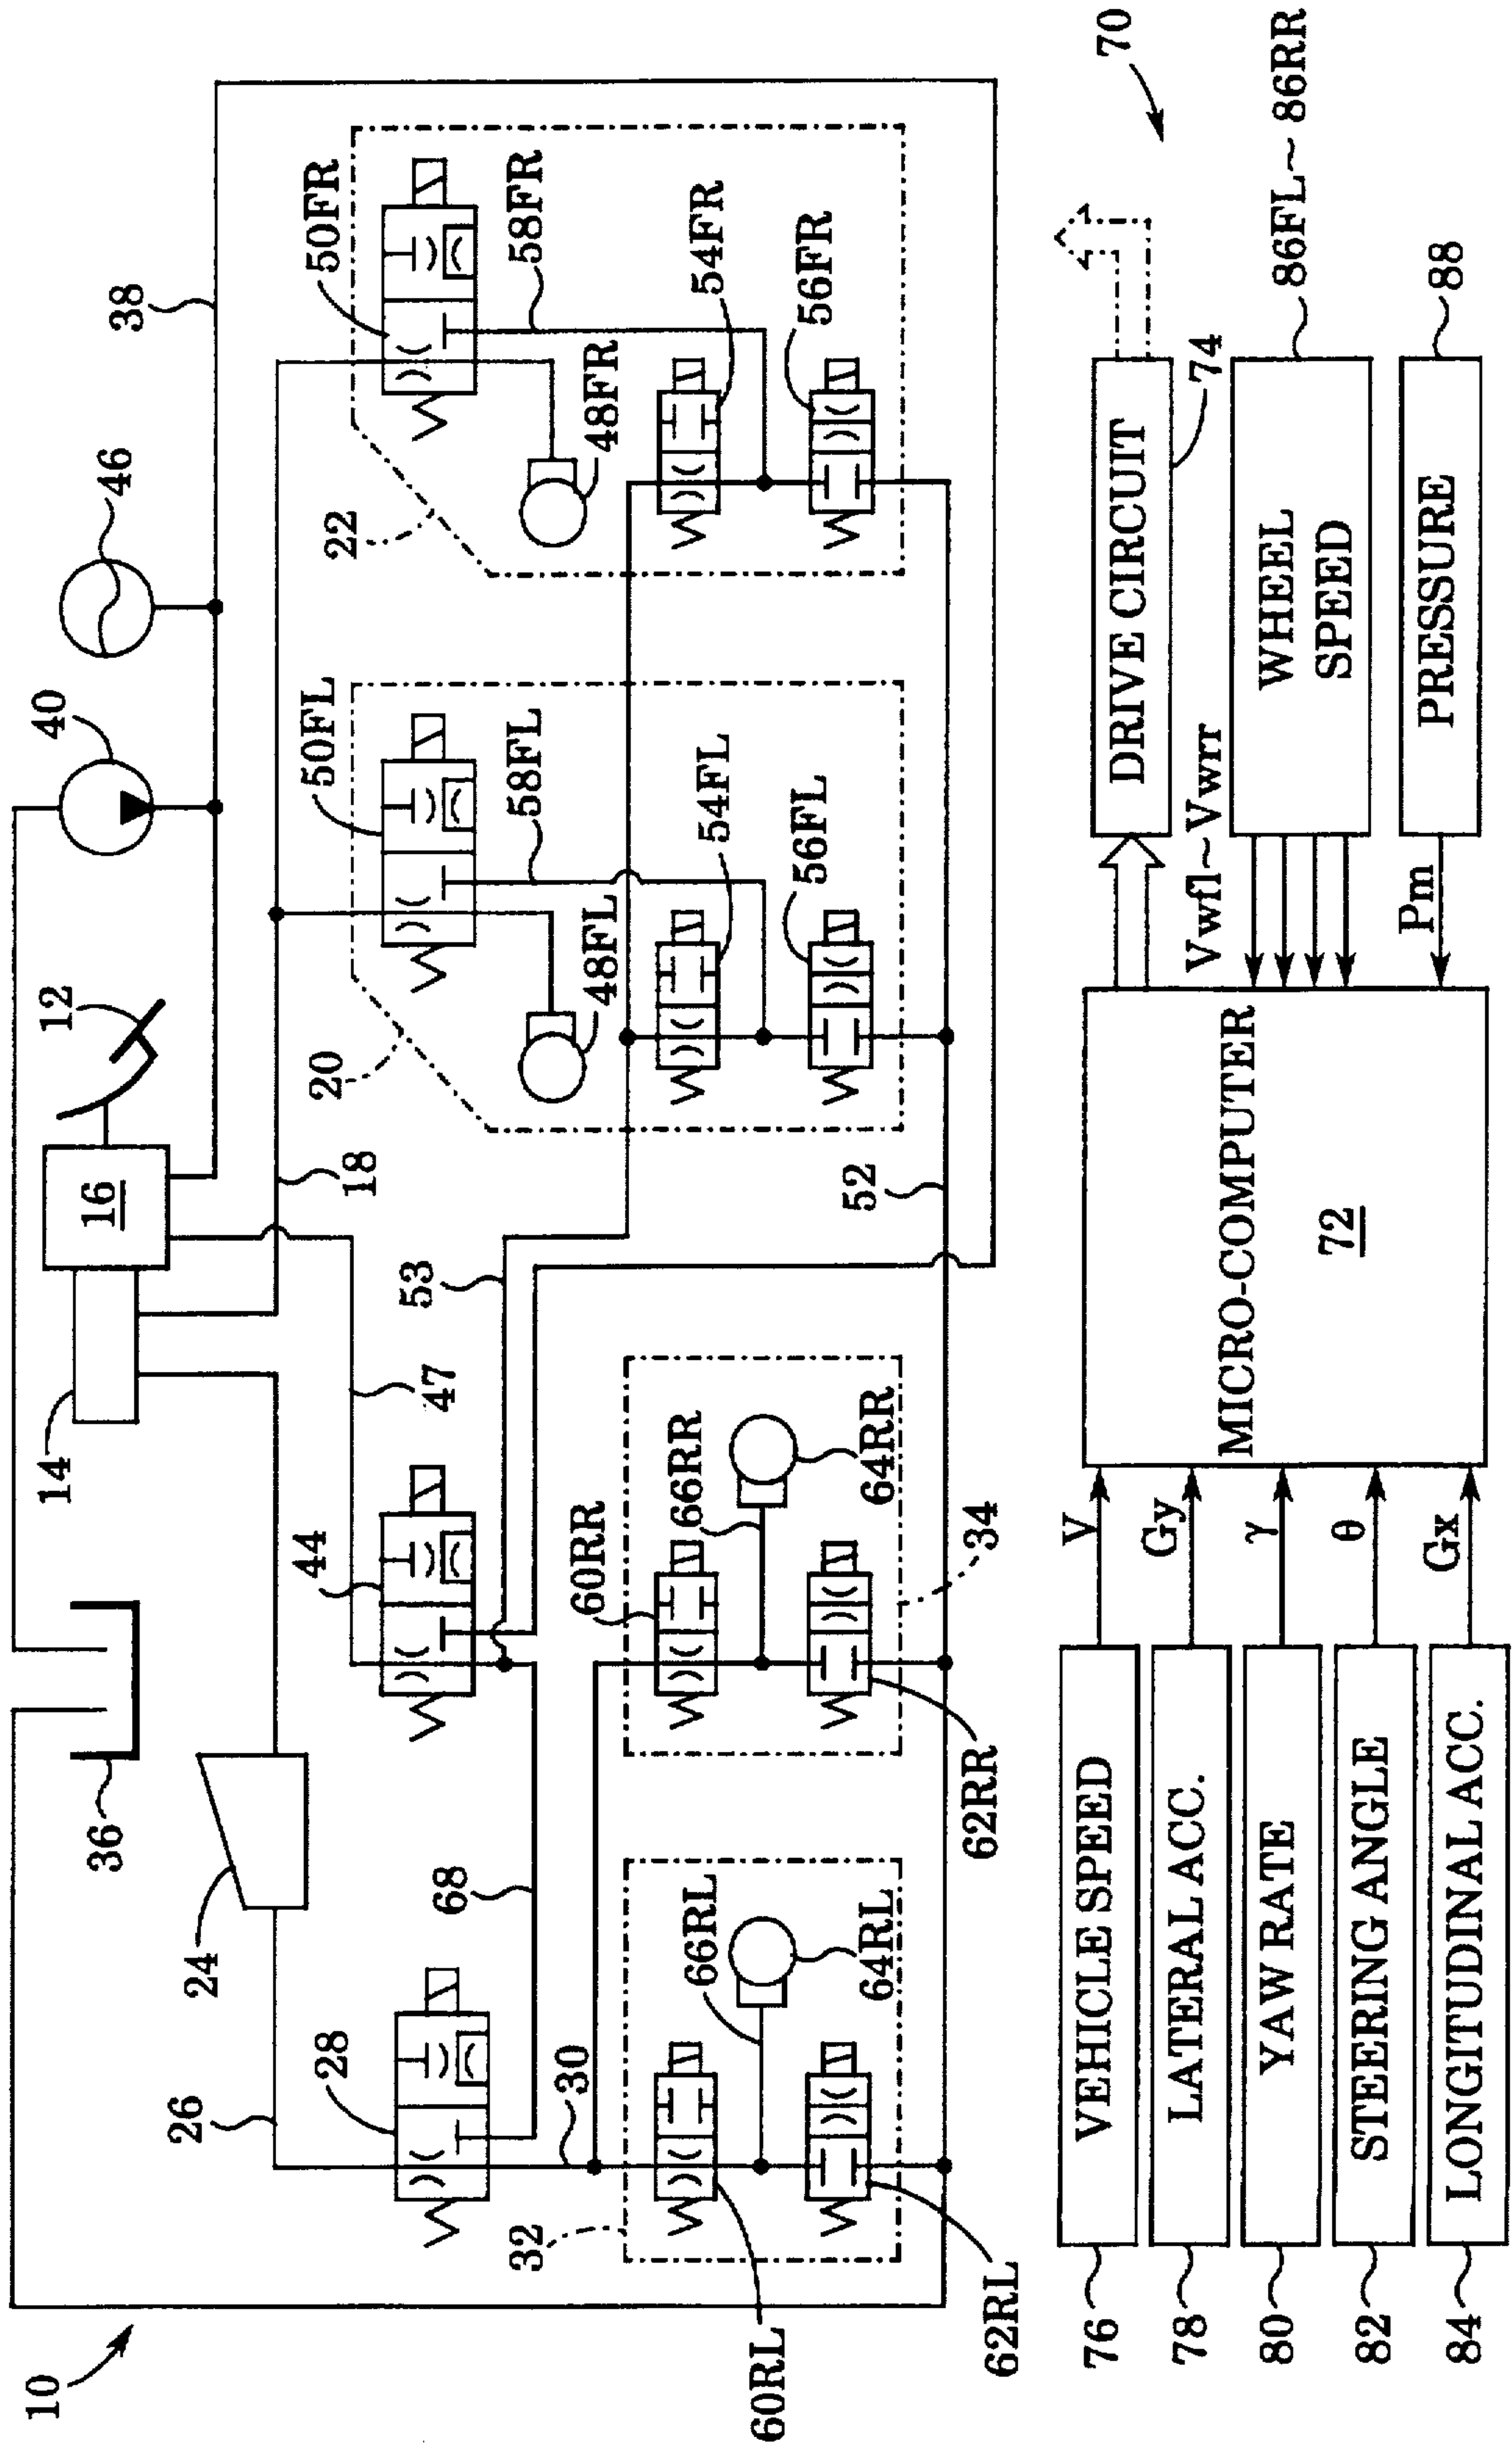 10
36
14
16
12
40
46
38
24
26
28
44
47
18
53
68
50FL
50FR
20
22
58FL
58FR
48FL
48FR
54FL
54FR
56FL
56FR
52
30
32
60RL
66RL
64RL
62RL
60RR
66RR
64RR
62RR
34
70
76
VEHICLE SPEED
V
78
LATERAL ACC.
Gy
80
YAW RATE
γ
82
STEERING ANGLE
θ
84
LONGITUDINAL ACC.
Gx
MICRO-COMPUTER
72
DRIVE CIRCUIT
74
Vwfl~Vwrr
WHEEL
SPEED
86FL~86RR
Pm
PRESSURE
88